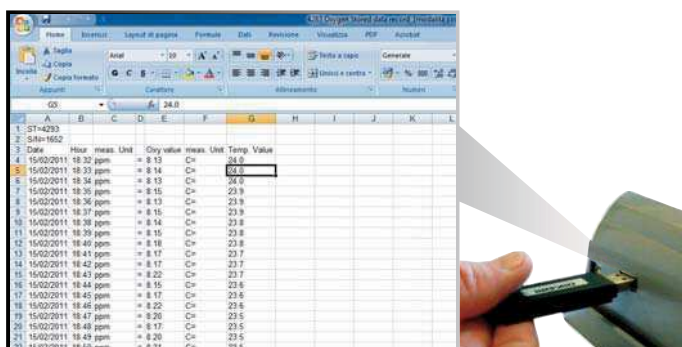 4293 Oxygen Stored data record [modalità
Home Inserisci Layout di pagina Formule Dati Revisione Visualizza PDF Acrobat
Taglia
Copia
Copia formato
Incolla
Arial 10 A A
G C S A
Testo a capo
Unisci e centra
Generale
% 000
Appunti Carattere Allineamento Numeri
G5 fx 24.0
A B C D E F G H I J K L
1 ST=4293
2 S/N=1652
3 Date Hour meas. Unit Oxy value meas. Unit Temp. Value
4 15/02/2011 18:32 ppm = 8.13 C= 24.0
5 15/02/2011 18:33 ppm = 8.14 C= 24.0
6 15/02/2011 18:34 ppm = 8.13 C= 24.0
7 15/02/2011 18:35 ppm = 8.15 C= 23.9
8 15/02/2011 18:36 ppm = 8.13 C= 23.9
9 15/02/2011 18:37 ppm = 8.15 C= 23.9
10 15/02/2011 18:38 ppm = 8.14 C= 23.8
11 15/02/2011 18:39 ppm = 8.15 C= 23.8
12 15/02/2011 18:40 ppm = 8.18 C= 23.8
13 15/02/2011 18:41 ppm = 8.17 C= 23.7
14 15/02/2011 18:42 ppm = 8.17 C= 23.7
15 15/02/2011 18:43 ppm = 8.22 C= 23.7
16 15/02/2011 18:44 ppm = 8.15 C= 23.6
17 15/02/2011 18:45 ppm = 8.17 C= 23.6
18 15/02/2011 18:46 ppm = 8.22 C= 23.6
19 15/02/2011 18:47 ppm = 8.20 C= 23.5
20 15/02/2011 18:48 ppm = 8.17 C= 23.5
21 15/02/2011 18:49 ppm = 8.20 C= 23.5